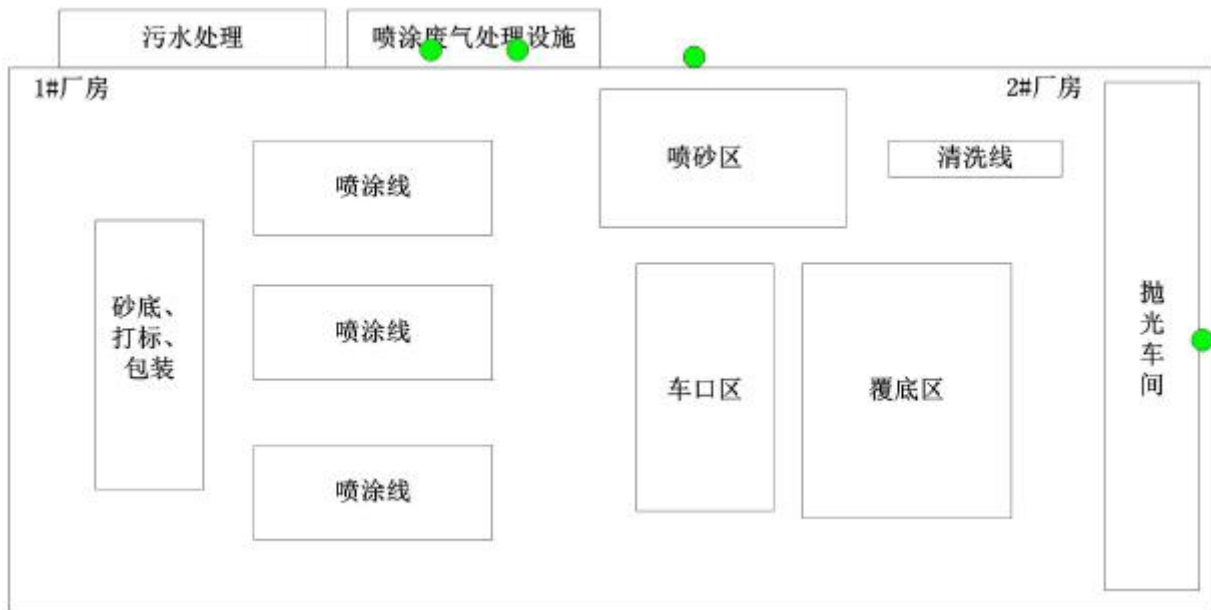 污水处理
喷涂废气处理设施
1#厂房
2#厂房
喷砂区
清洗线
喷涂线
砂底、
打标、
包装
喷涂线
喷涂线
车口区
覆底区
抛
光
车
间